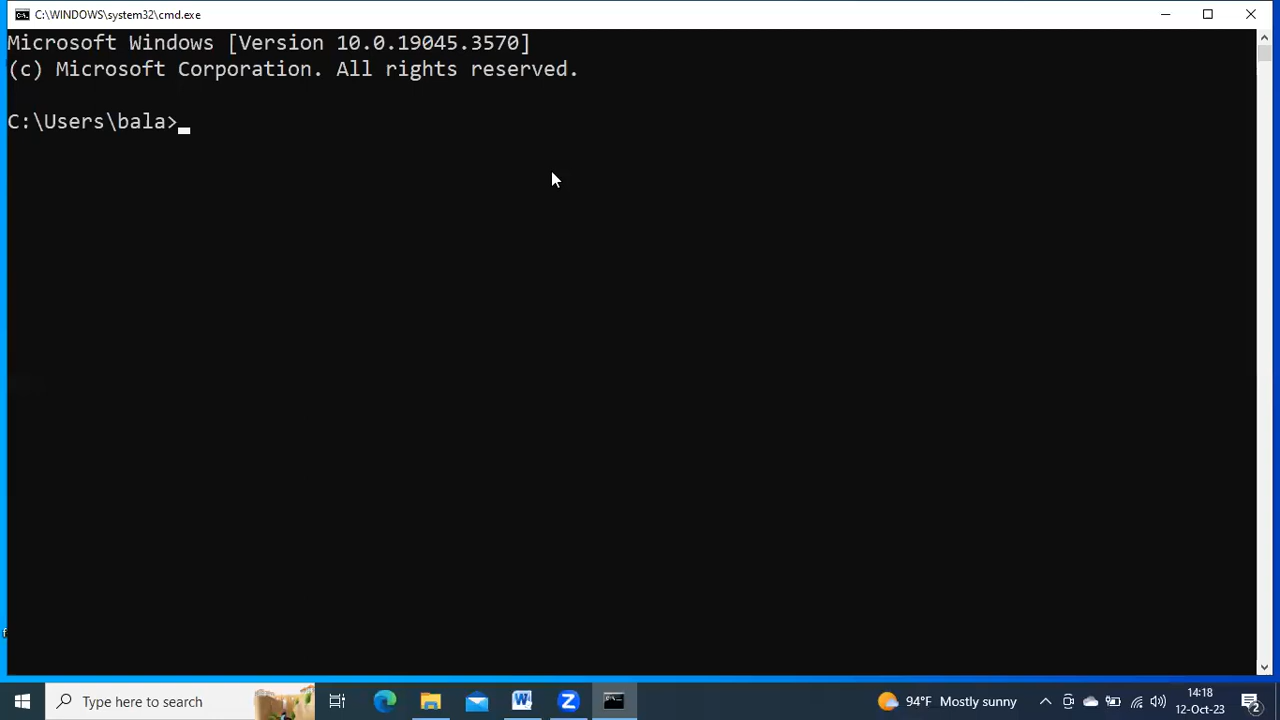 C:\WINDOWS\system32\cmd.exe
Microsoft Windows [Version 10.0.19045.3570]
(c) Microsoft Corporation. All rights reserved.
C:\Users\bala>
Type here to search
94°F Mostly sunny
14:18
12-Oct-23
2